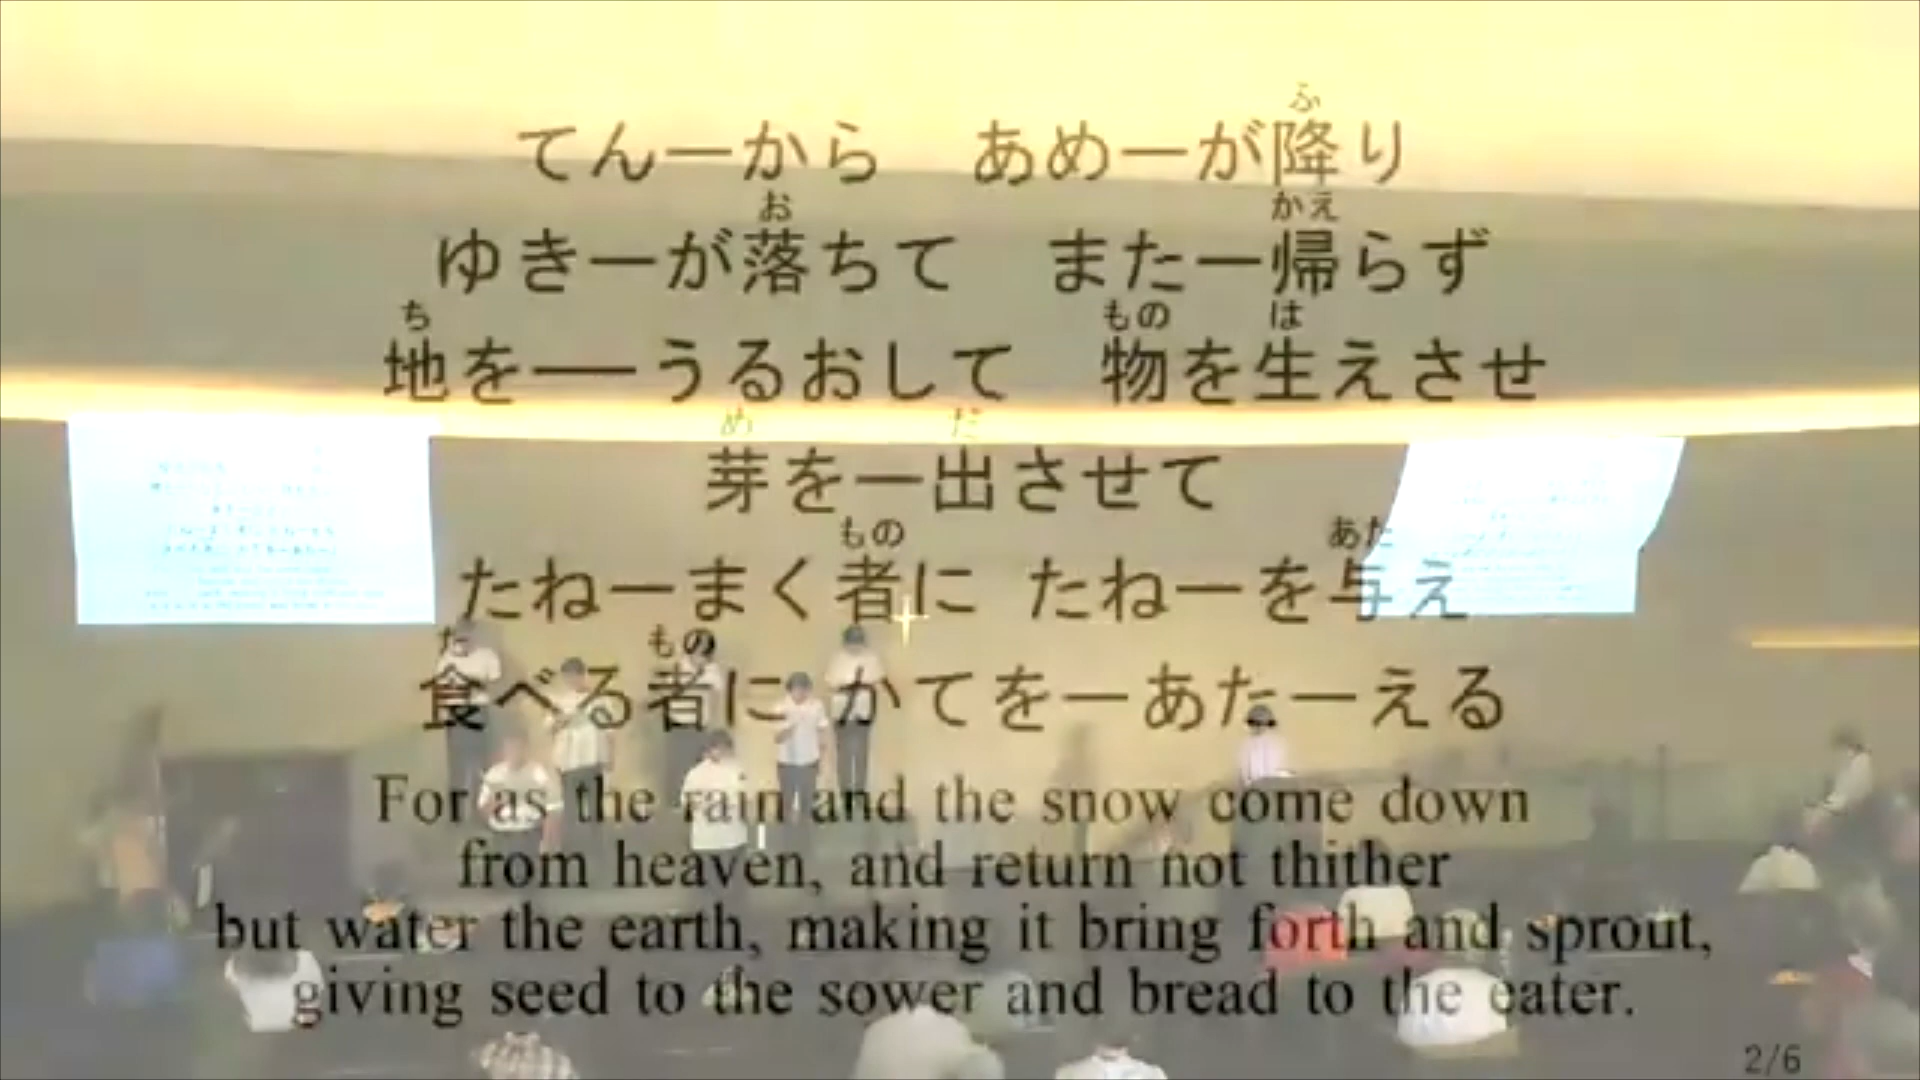 てんーから　あめーが降り
ゆきーが落ちて　またー帰らず
地を――うるおして　物を生えさせ
芽をー出させて
たねーまく者に たねーを与え
食べる者に かてをーあたーえる
For as the rain and the snow come down
from heaven, and return not thither
but water the earth, making it bring forth and sprout,
giving seed to the sower and bread to the eater.
2/6